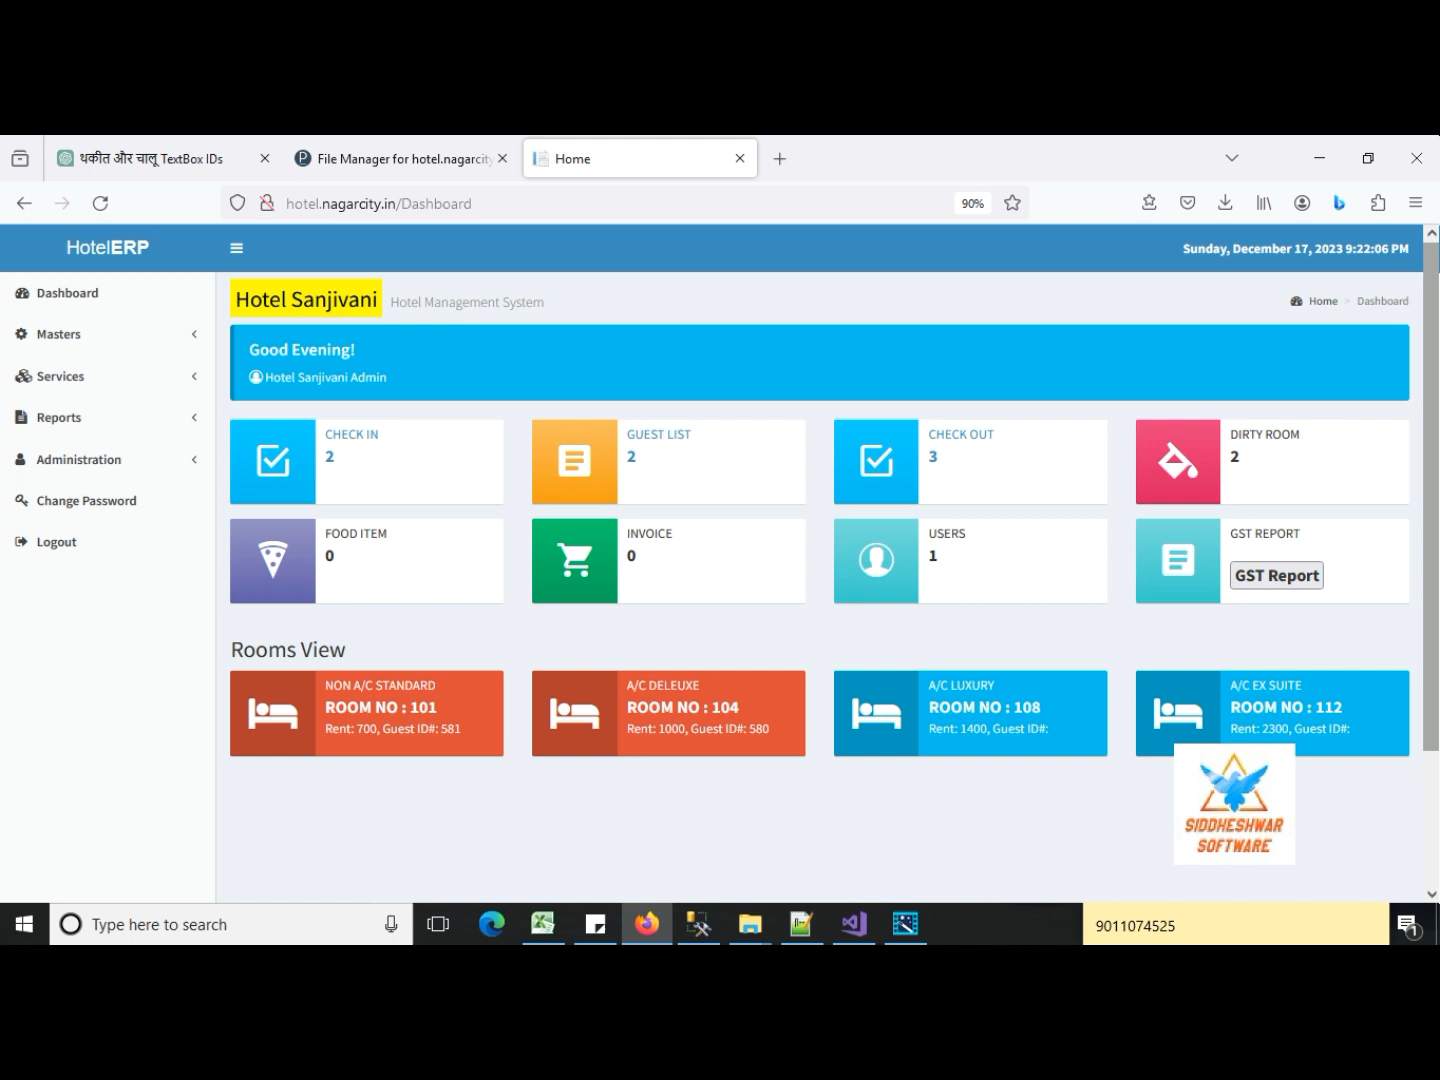 थकीत और चालू TextBox IDs
File Manager for hotel.nagarcity
Home
hotel.nagarcity.in/Dashboard
90%
HotelERP
Sunday, December 17, 2023 9:22:06 PM
Dashboard
Masters
Services
Reports
Administration
Change Password
Logout
Hotel Sanjivani Hotel Management System
Home > Dashboard
Good Evening!
Hotel Sanjivani Admin
CHECK IN
2
GUEST LIST
2
CHECK OUT
3
DIRTY ROOM
2
FOOD ITEM
0
INVOICE
0
USERS
1
GST REPORT
GST Report
Rooms View
NON A/C STANDARD
ROOM NO : 101
Rent: 700, Guest ID#: 581
A/C DELEUXE
ROOM NO : 104
Rent: 1000, Guest ID#: 580
A/C LUXURY
ROOM NO : 108
Rent: 1400, Guest ID#:
A/C EX SUITE
ROOM NO : 112
Rent: 2300, Guest ID#:
SIDDHESHWAR
SOFTWARE
Type here to search
9011074525
1